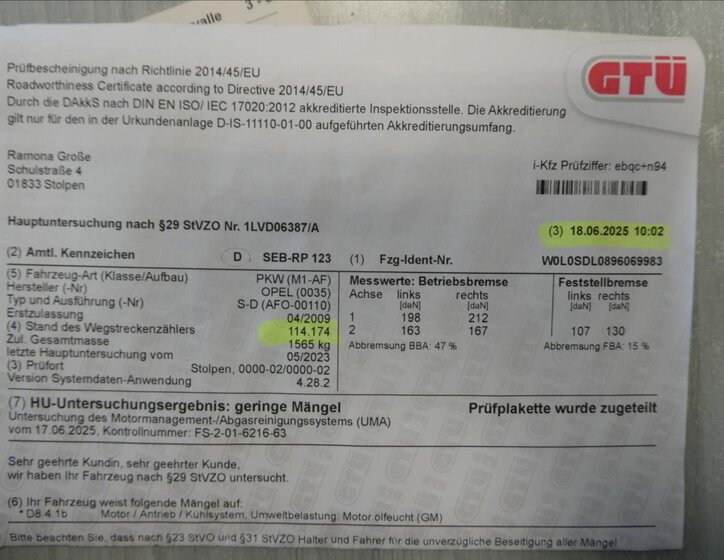 valle
GTÜ
Prüfbescheinigung nach Richtlinie 2014/45/EU
Roadworthiness Certificate according to Directive 2014/45/EU
Durch die DAkkS nach DIN EN ISO/ IEC 17020:2012 akkreditierte Inspektionsstelle. Die Akkreditierung
gilt nur für den in der Urkundenanlage D-IS-11110-01-00 aufgeführten Akkreditierungsumfang.
Ramona Große
Schulstraße 4
01833 Stolpen
i-Kfz Prüfziffer: ebqc+n94
Hauptuntersuchung nach §29 StVZO Nr. 1LVD06387/A (3) 18.06.2025 10:02
(2) Amtl. Kennzeichen D SEB-RP 123 (1) Fzg-Ident-Nr. W0L0SDL0896069983
(5) Fahrzeug-Art (Klasse/Aufbau) PKW (M1-AF) Messwerte: Betriebsbremse Feststellbremse
Hersteller (-Nr) OPEL (0035) Achse links rechts links rechts
Typ und Ausführung (-Nr) S-D (AFO-00110) [daN] [daN] [daN] [daN]
Erstzulassung 04/2009 1 198 212
(4) Stand des Wegstreckenzählers 114.174 2 163 167 107 130
Zul. Gesamtmasse 1565 kg Abbremsung BBA: 47 % Abbremsung FBA: 15 %
letzte Hauptuntersuchung vom 05/2023
(3) Prüfort Stolpen, 0000-02/0000-02
Version Systemdaten-Anwendung 4.28.2
(7) HU-Untersuchungsergebnis: geringe Mängel Prüfplakette wurde zugeteilt
Untersuchung des Motormanagement-/Abgasreinigungssystems (UMA)
vom 17.06.2025, Kontrollnummer: FS-2-01-6216-63
Sehr geehrte Kundin, sehr geehrter Kunde,
wir haben Ihr Fahrzeug nach §29 StVZO untersucht.
(6) Ihr Fahrzeug weist folgende Mängel auf:
* D8.4.1b Motor / Antrieb / Kühlsystem, Umweltbelastung: Motor ölfeucht (GM)
Bitte beachten Sie, dass nach §23 StVO und §31 StVZO Halter und Fahrer für die unverzügliche Beseitigung aller Mängel